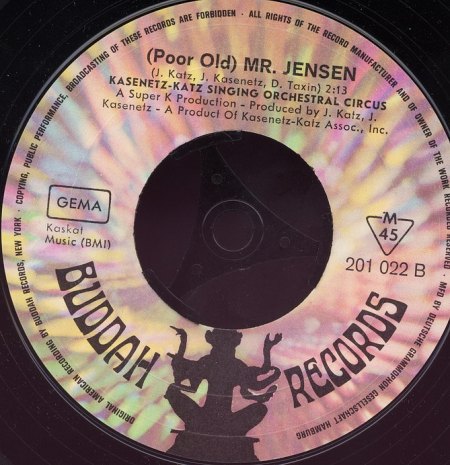 (Poor Old) MR. JENSEN
(J. Katz, J. Kasenetz, D. Taxin) 2:13
KASENETZ-KATZ SINGING ORCHESTRAL CIRCUS
A Super K Production - Produced by J. Katz, J.
Kasenetz - A Product Of Kasenetz-Katz Assoc., Inc.
GEMA
Kaskat
Music (BMI)
M
45
201 022 B
BUDDAH RECORDS
ORIGINAL AMERICAN RECORDING BY BUDDAH RECORDS, NEW YORK · COPYING, PUBLIC PERFORMANCE, BROADCASTING OF THESE RECORDS ARE FORBIDDEN · ALL RIGHTS OF THE RECORD MANUFACTURER AND OF OWNER OF THE WORK RECORDED RESERVED · MFD BY DEUTSCHE GRAMMOPHON GESELLSCHAFT HAMBURG